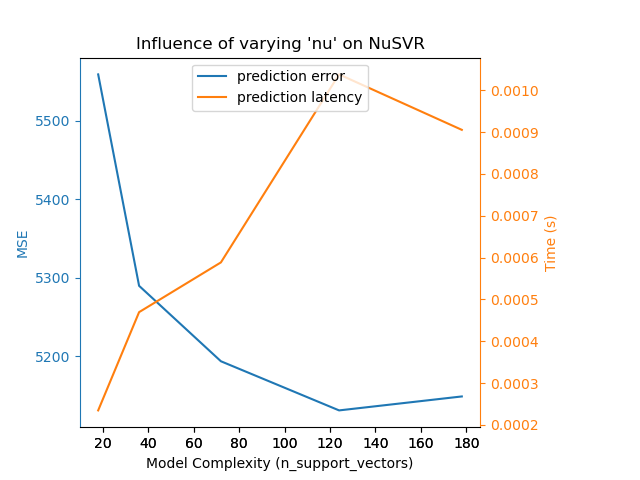 Influence of varying 'nu' on NuSVR
prediction error
prediction latency
5500
5400
5300
5200
MSE
0.0010
0.0009
0.0008
0.0007
0.0006
0.0005
0.0004
0.0003
0.0002
Time (s)
20 40 60 80 100 120 140 160 180
Model Complexity (n_support_vectors)